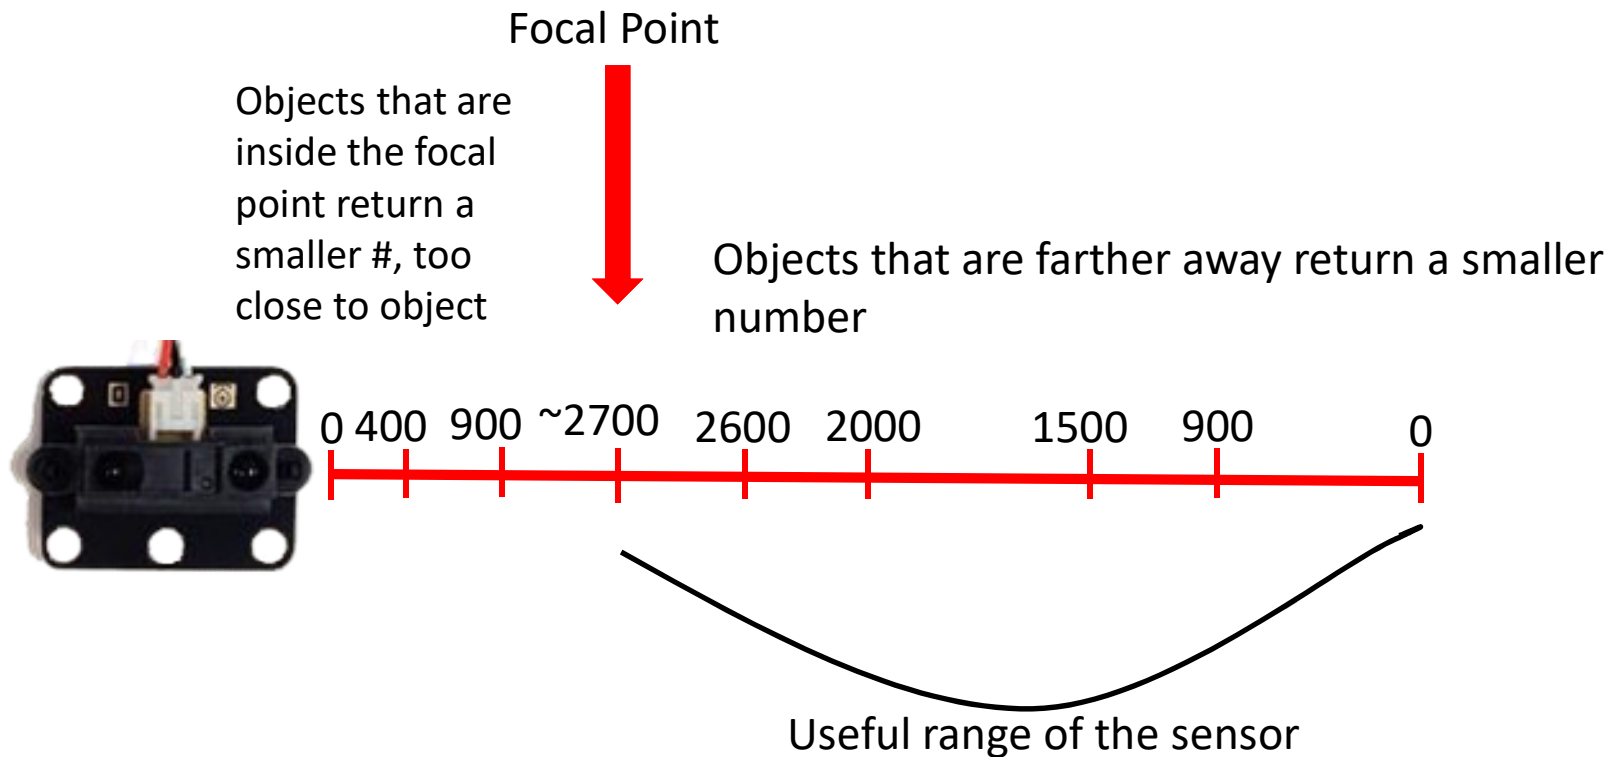 Focal Point
Objects that are
inside the focal
point return a
smaller #, too
close to object
Objects that are farther away return a smaller
number
0 400 900 ~2700 2600 2000 1500 900 0
Useful range of the sensor